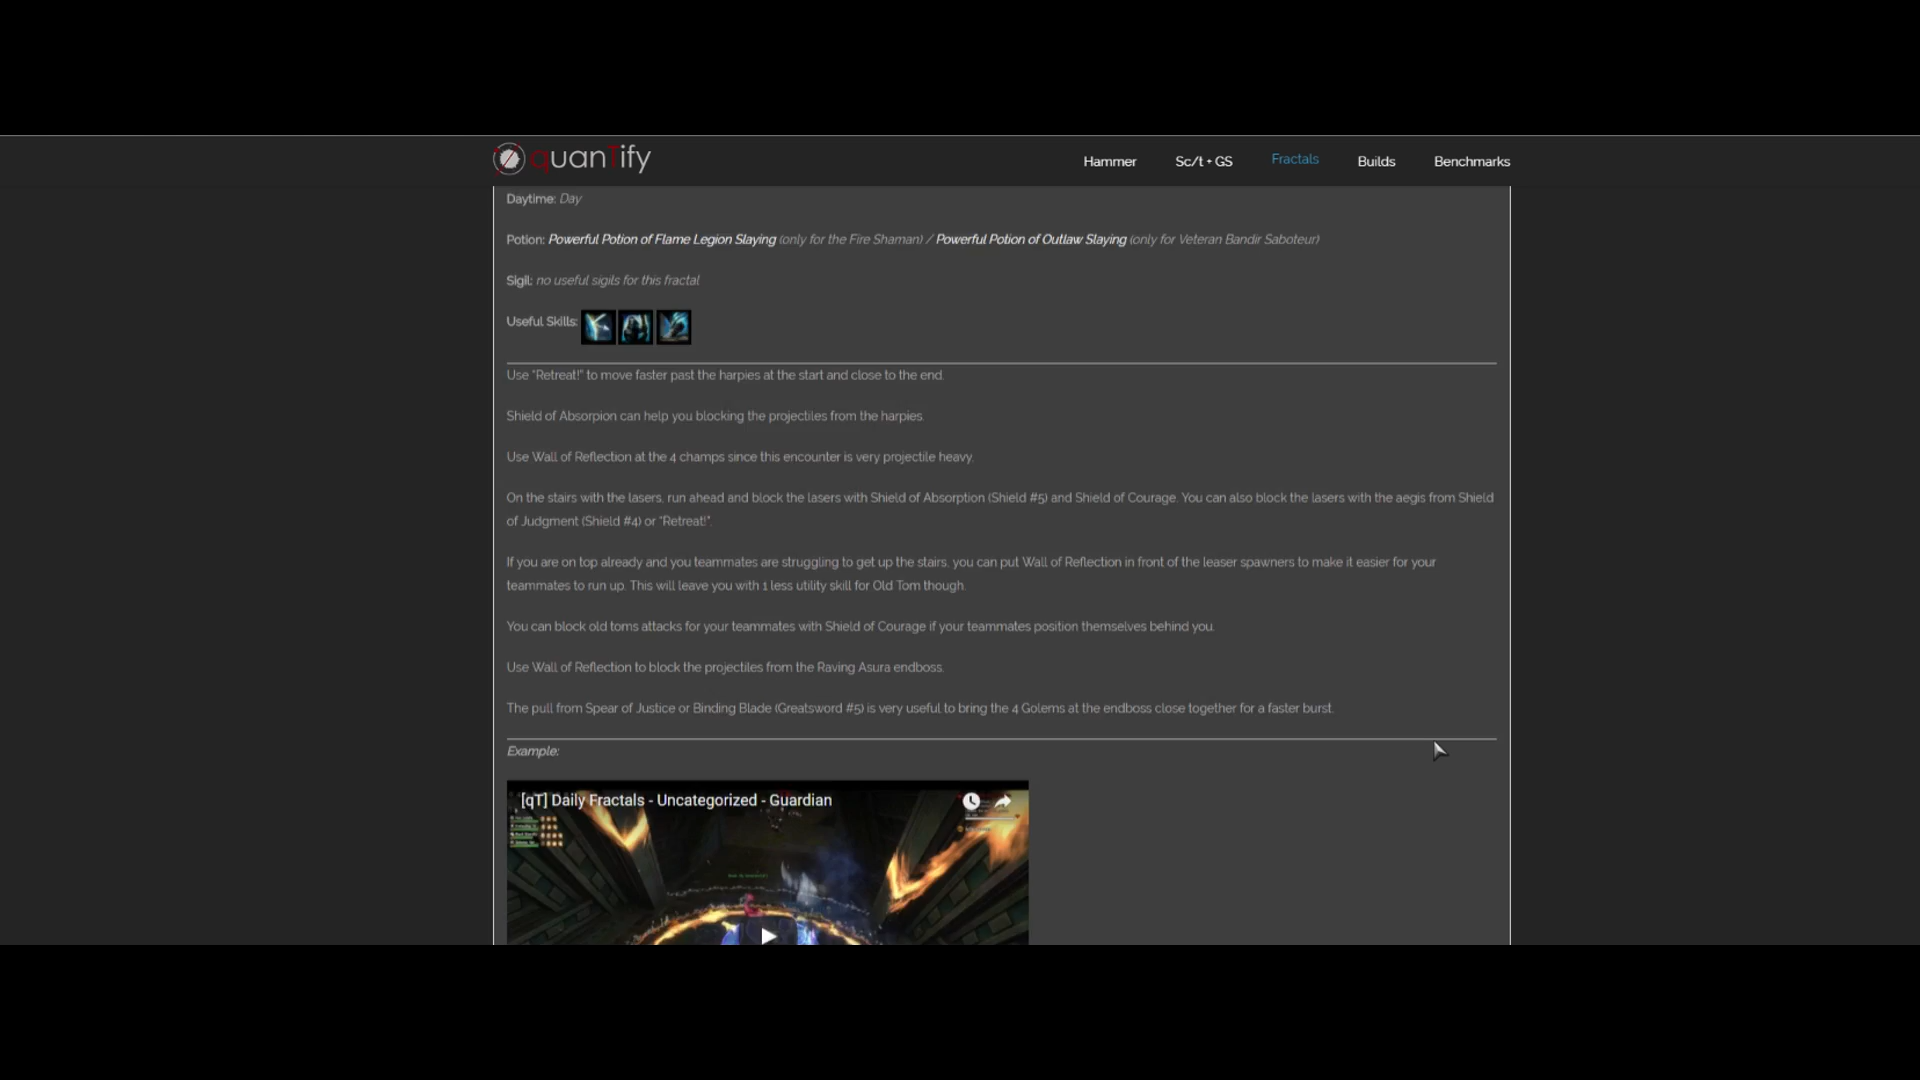 quanTify
Hammer Sc/t + GS Fractals Builds Benchmarks
Daytime: Day
Potion: Powerful Potion of Flame Legion Slaying (only for the Fire Shaman) / Powerful Potion of Outlaw Slaying (only for Veteran Bandir Saboteur)
Sigil: no useful sigils for this fractal
Useful Skills:
Use "Retreat!" to move faster past the harpies at the start and close to the end.
Shield of Absorpion can help you blocking the projectiles from the harpies.
Use Wall of Reflection at the 4 champs since this encounter is very projectile heavy.
On the stairs with the lasers, run ahead and block the lasers with Shield of Absorption (Shield #5) and Shield of Courage. You can also block the lasers with the aegis from Shield
of Judgment (Shield #4) or "Retreat!".
If you are on top already and you teammates are struggling to get up the stairs, you can put Wall of Reflection in front of the leaser spawners to make it easier for your
teammates to run up. This will leave you with 1 less utility skill for Old Tom though.
You can block old toms attacks for your teammates with Shield of Courage if your teammates position themselves behind you.
Use Wall of Reflection to block the projectiles from the Raving Asura endboss.
The pull from Spear of Justice or Binding Blade (Greatsword #5) is very useful to bring the 4 Golems at the endboss close together for a faster burst.
Example:
[qT] Daily Fractals - Uncategorized - Guardian